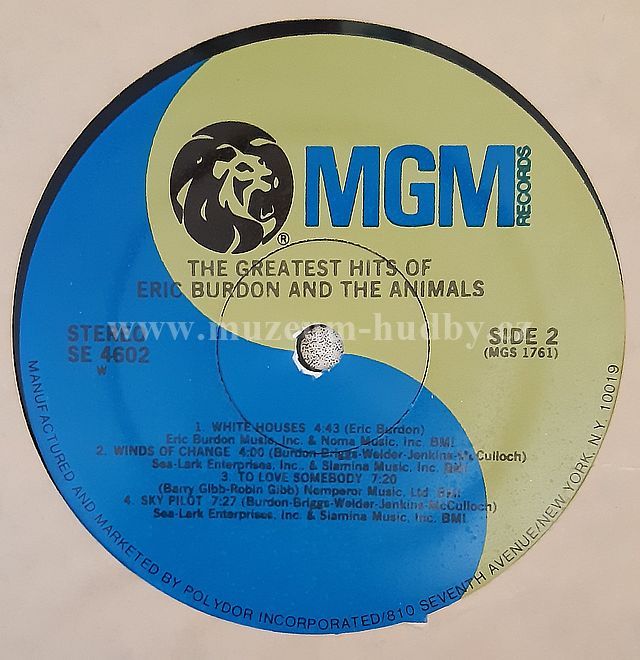 MGM
RECORDS
®
THE GREATEST HITS OF
ERIC BURDON AND THE ANIMALS
www.muzeum-hudby.cz
STEREO
SE 4602
W
SIDE 2
(MGS 1761)
1. WHITE HOUSES 4:43 (Eric Burdon)
Eric Burdon Music, Inc. & Noma Music, Inc. BMI
2. WINDS OF CHANGE 4:00 (Burdon-Briggs-Weider-Jenkins-McCulloch)
Sea-Lark Enterprises, Inc., & Slamina Music, Inc. BMI
3. TO LOVE SOMEBODY 7:20
(Barry Gibb-Robin Gibb) Nemperor Music, Ltd. BMI
4. SKY PILOT 7:27 (Burdon-Briggs-Weider-Jenkins-McCulloch)
Sea-Lark Enterprises, Inc. & Slamina Music, Inc. BMI
MANUFACTURED AND MARKETED BY POLYDOR INCORPORATED/810 SEVENTH AVENUE/NEW YORK, N.Y. 10019